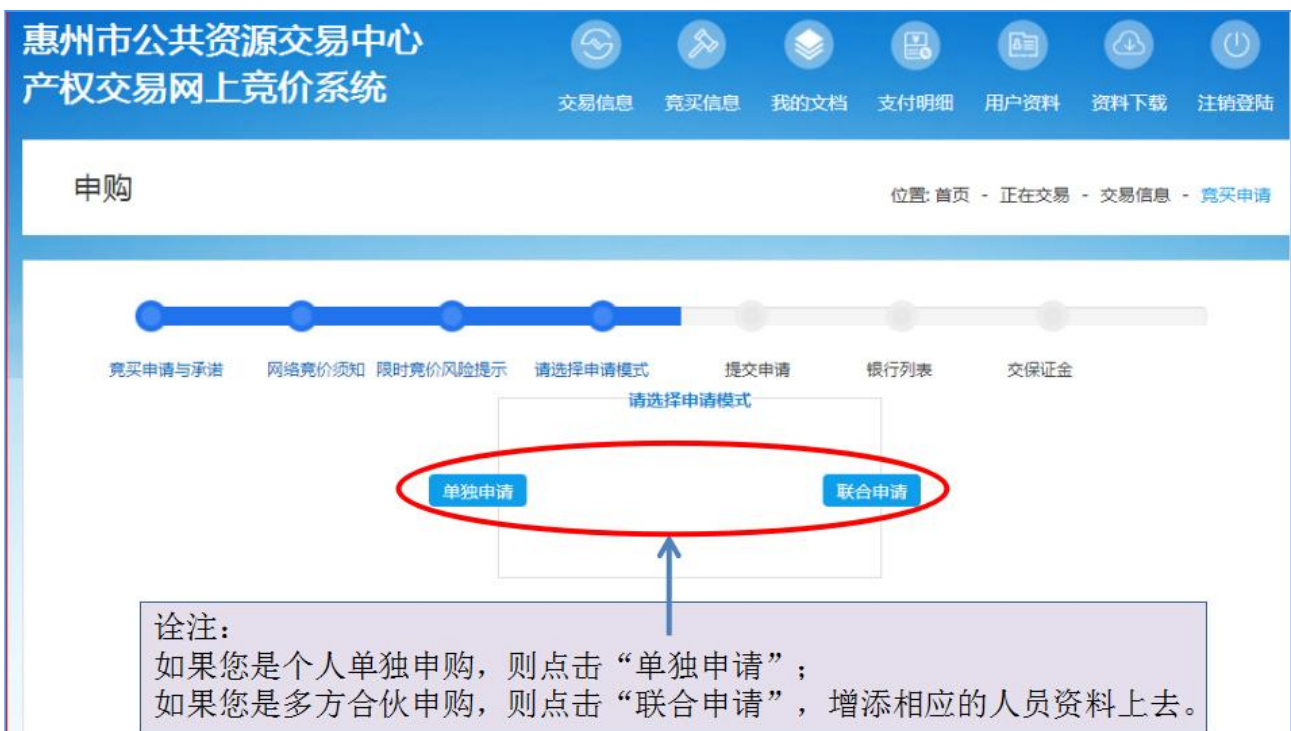 惠州市公共资源交易中心
产权交易网上竞价系统
交易信息 竞买信息 我的文档 支付明细 用户资料 资料下载 注销登陆
申购
位置: 首页 - 正在交易 - 交易信息 - 竞买申请
竞买申请与承诺 网络竞价须知 限时竞价风险提示 请选择申请模式 提交申请 银行列表 交保证金
请选择申请模式
单独申请 联合申请
诠注：
如果您是个人单独申购，则点击“单独申请”；
如果您是多方合伙申购，则点击“联合申请”，增添相应的人员资料上去。